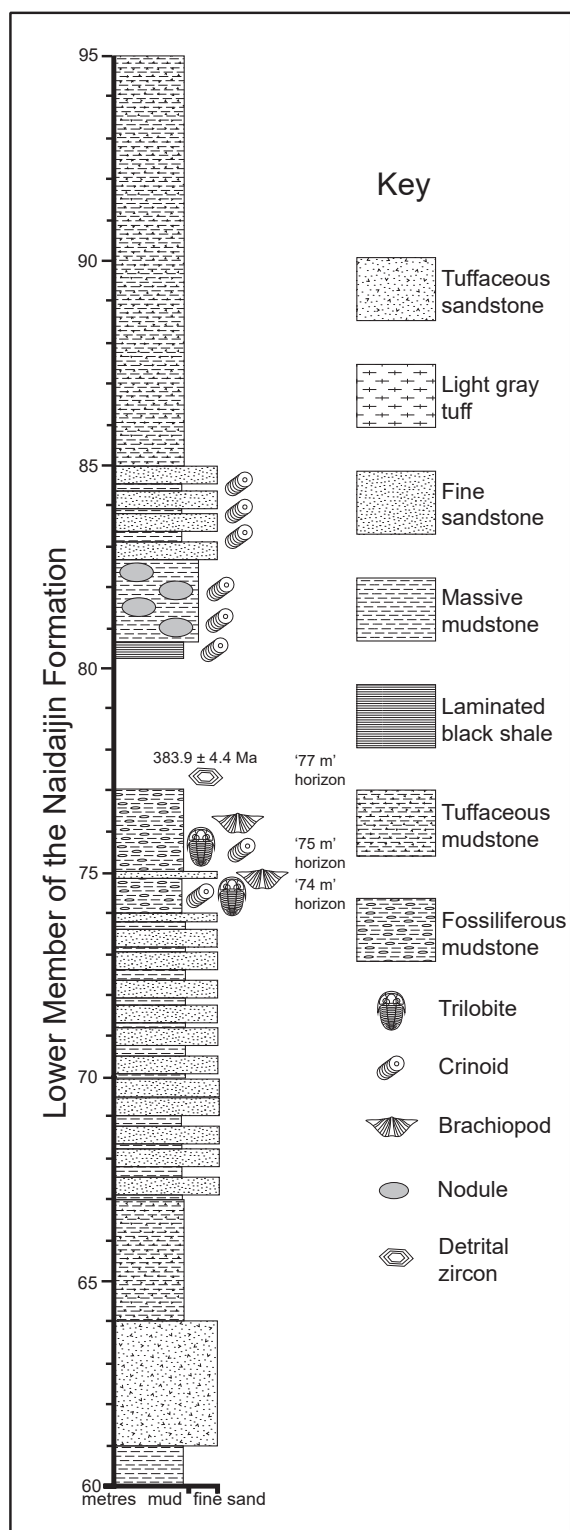 Lower Member of the Naidaijin Formation
95
90
85
80
383.9 ± 4.4 Ma
'77 m'
horizon
'75 m'
horizon
75
'74 m'
horizon
70
65
60
metres mud fine sand
Key
Tuffaceous
sandstone
Light gray
tuff
Fine
sandstone
Massive
mudstone
Laminated
black shale
Tuffaceous
mudstone
Fossiliferous
mudstone
Trilobite
Crinoid
Brachiopod
Nodule
Detrital
zircon